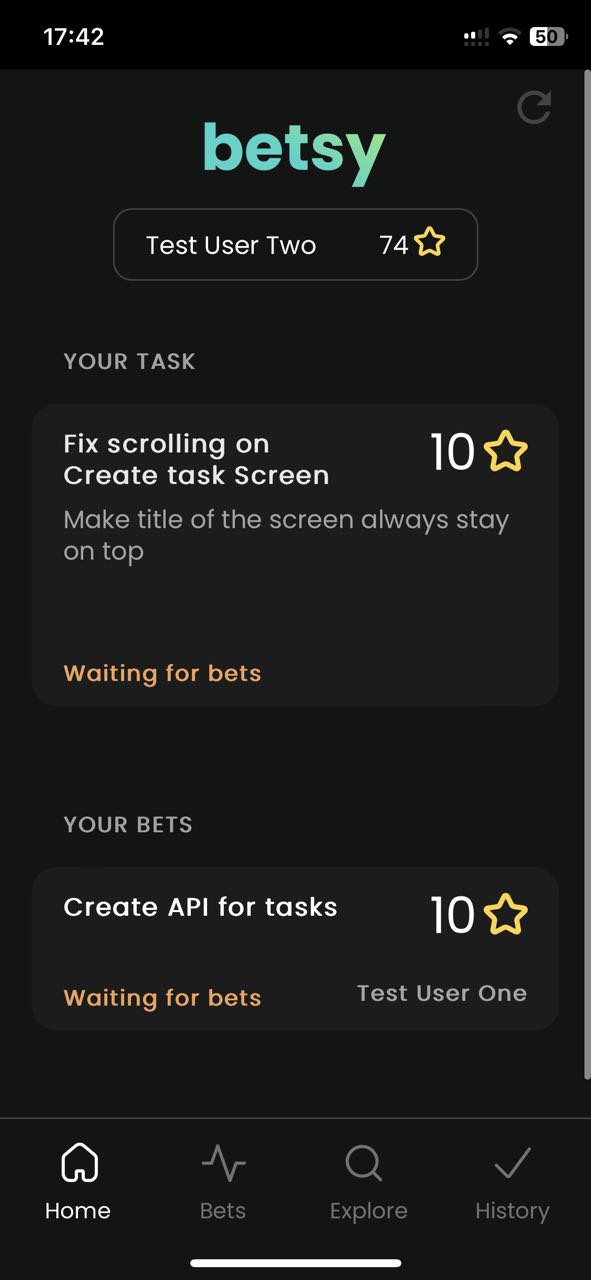 17:42
50
betsy
Test User Two 74
YOUR TASK
Fix scrolling on
Create task Screen
10
Make title of the screen always stay
on top
Waiting for bets
YOUR BETS
Create API for tasks 10
Waiting for bets Test User One
Home Bets Explore History